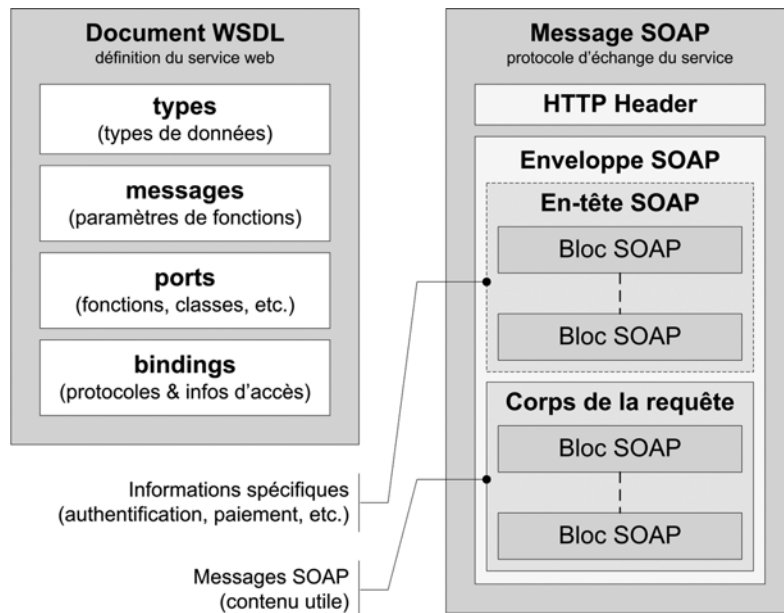 Document WSDL
définition du service web
types
(types de données)
messages
(paramètres de fonctions)
ports
(fonctions, classes, etc.)
bindings
(protocoles & infos d'accès)
Informations spécifiques
(authentification, paiement, etc.)
Messages SOAP
(contenu utile)
Message SOAP
protocole d'échange du service
HTTP Header
Enveloppe SOAP
En-tête SOAP
Bloc SOAP
Bloc SOAP
Corps de la requête
Bloc SOAP
Bloc SOAP